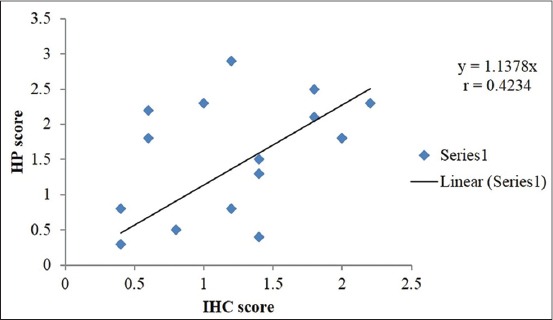 3.5
3
2.5
2
1.5
1
0.5
0
HP score
0 0.5 1 1.5 2 2.5
IHC score
y = 1.1378x
r = 0.4234
Series1
Linear (Series1)